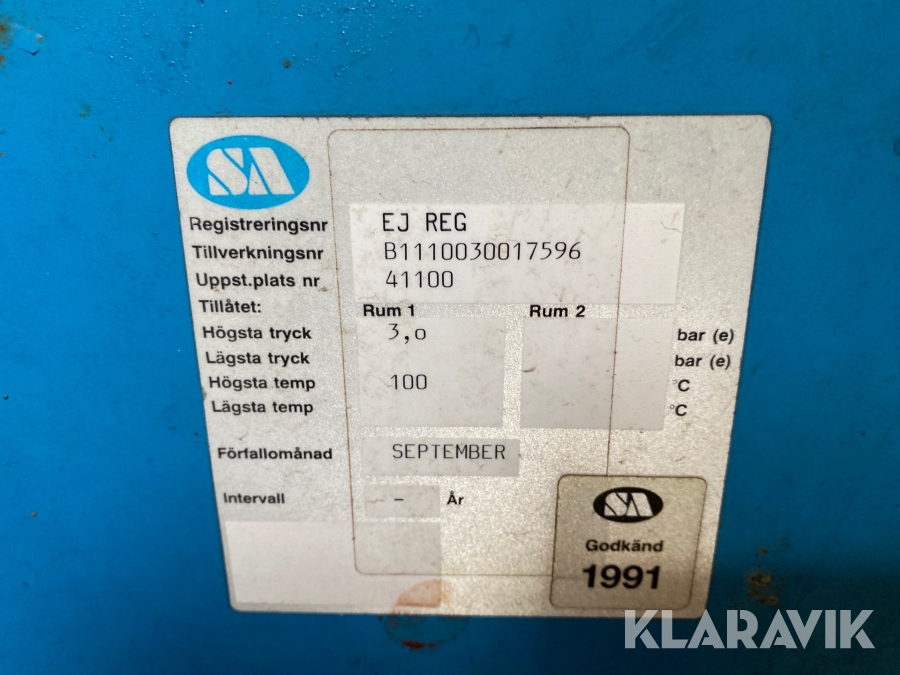 SA
Registreringsnr EJ REG
Tillverkningsnr B1110030017596
Uppst.plats nr 41100
Tillåtet: Rum 1 Rum 2
Högsta tryck 3,o bar (e)
Lägsta tryck bar (e)
Högsta temp 100 °C
Lägsta temp °C
Förfallomånad SEPTEMBER
Intervall - År
SA
Godkänd
1991
KLARAVIK